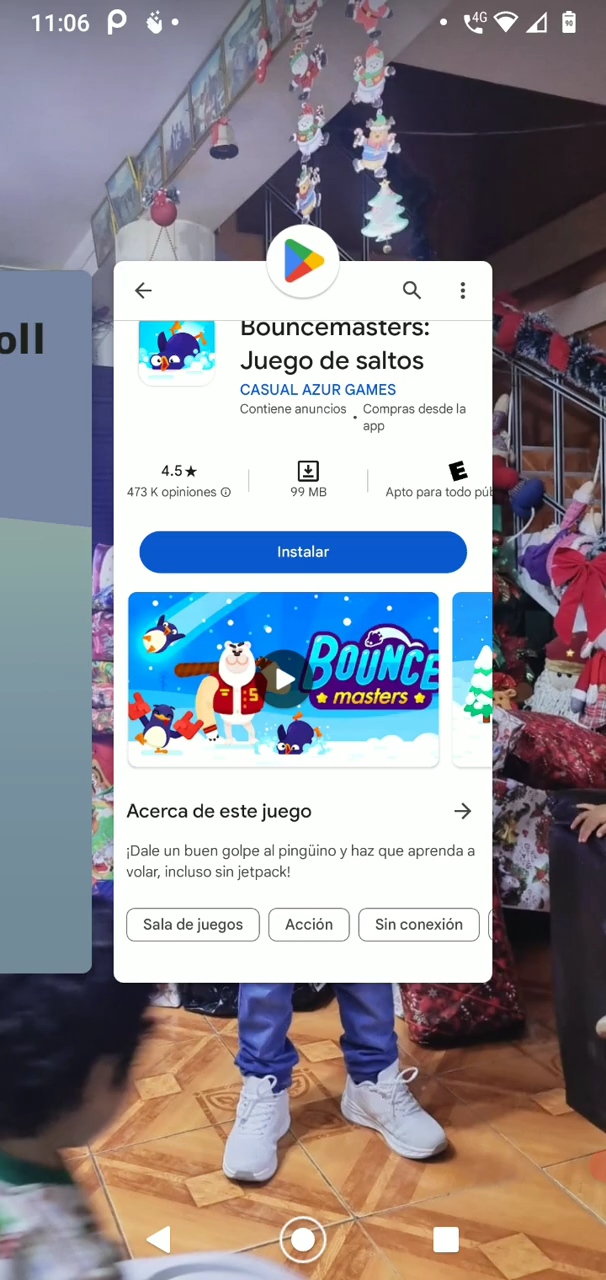 11:06
4G
90
oll
Bouncemasters:
Juego de saltos
CASUAL AZUR GAMES
Contiene anuncios • Compras desde la
app
4.5★
473 K opiniones
99 MB
E
Apto para todo púb
Instalar
BOUNCE
masters
S
Acerca de este juego
¡Dale un buen golpe al pingüino y haz que aprenda a
volar, incluso sin jetpack!
Sala de juegos
Acción
Sin conexión